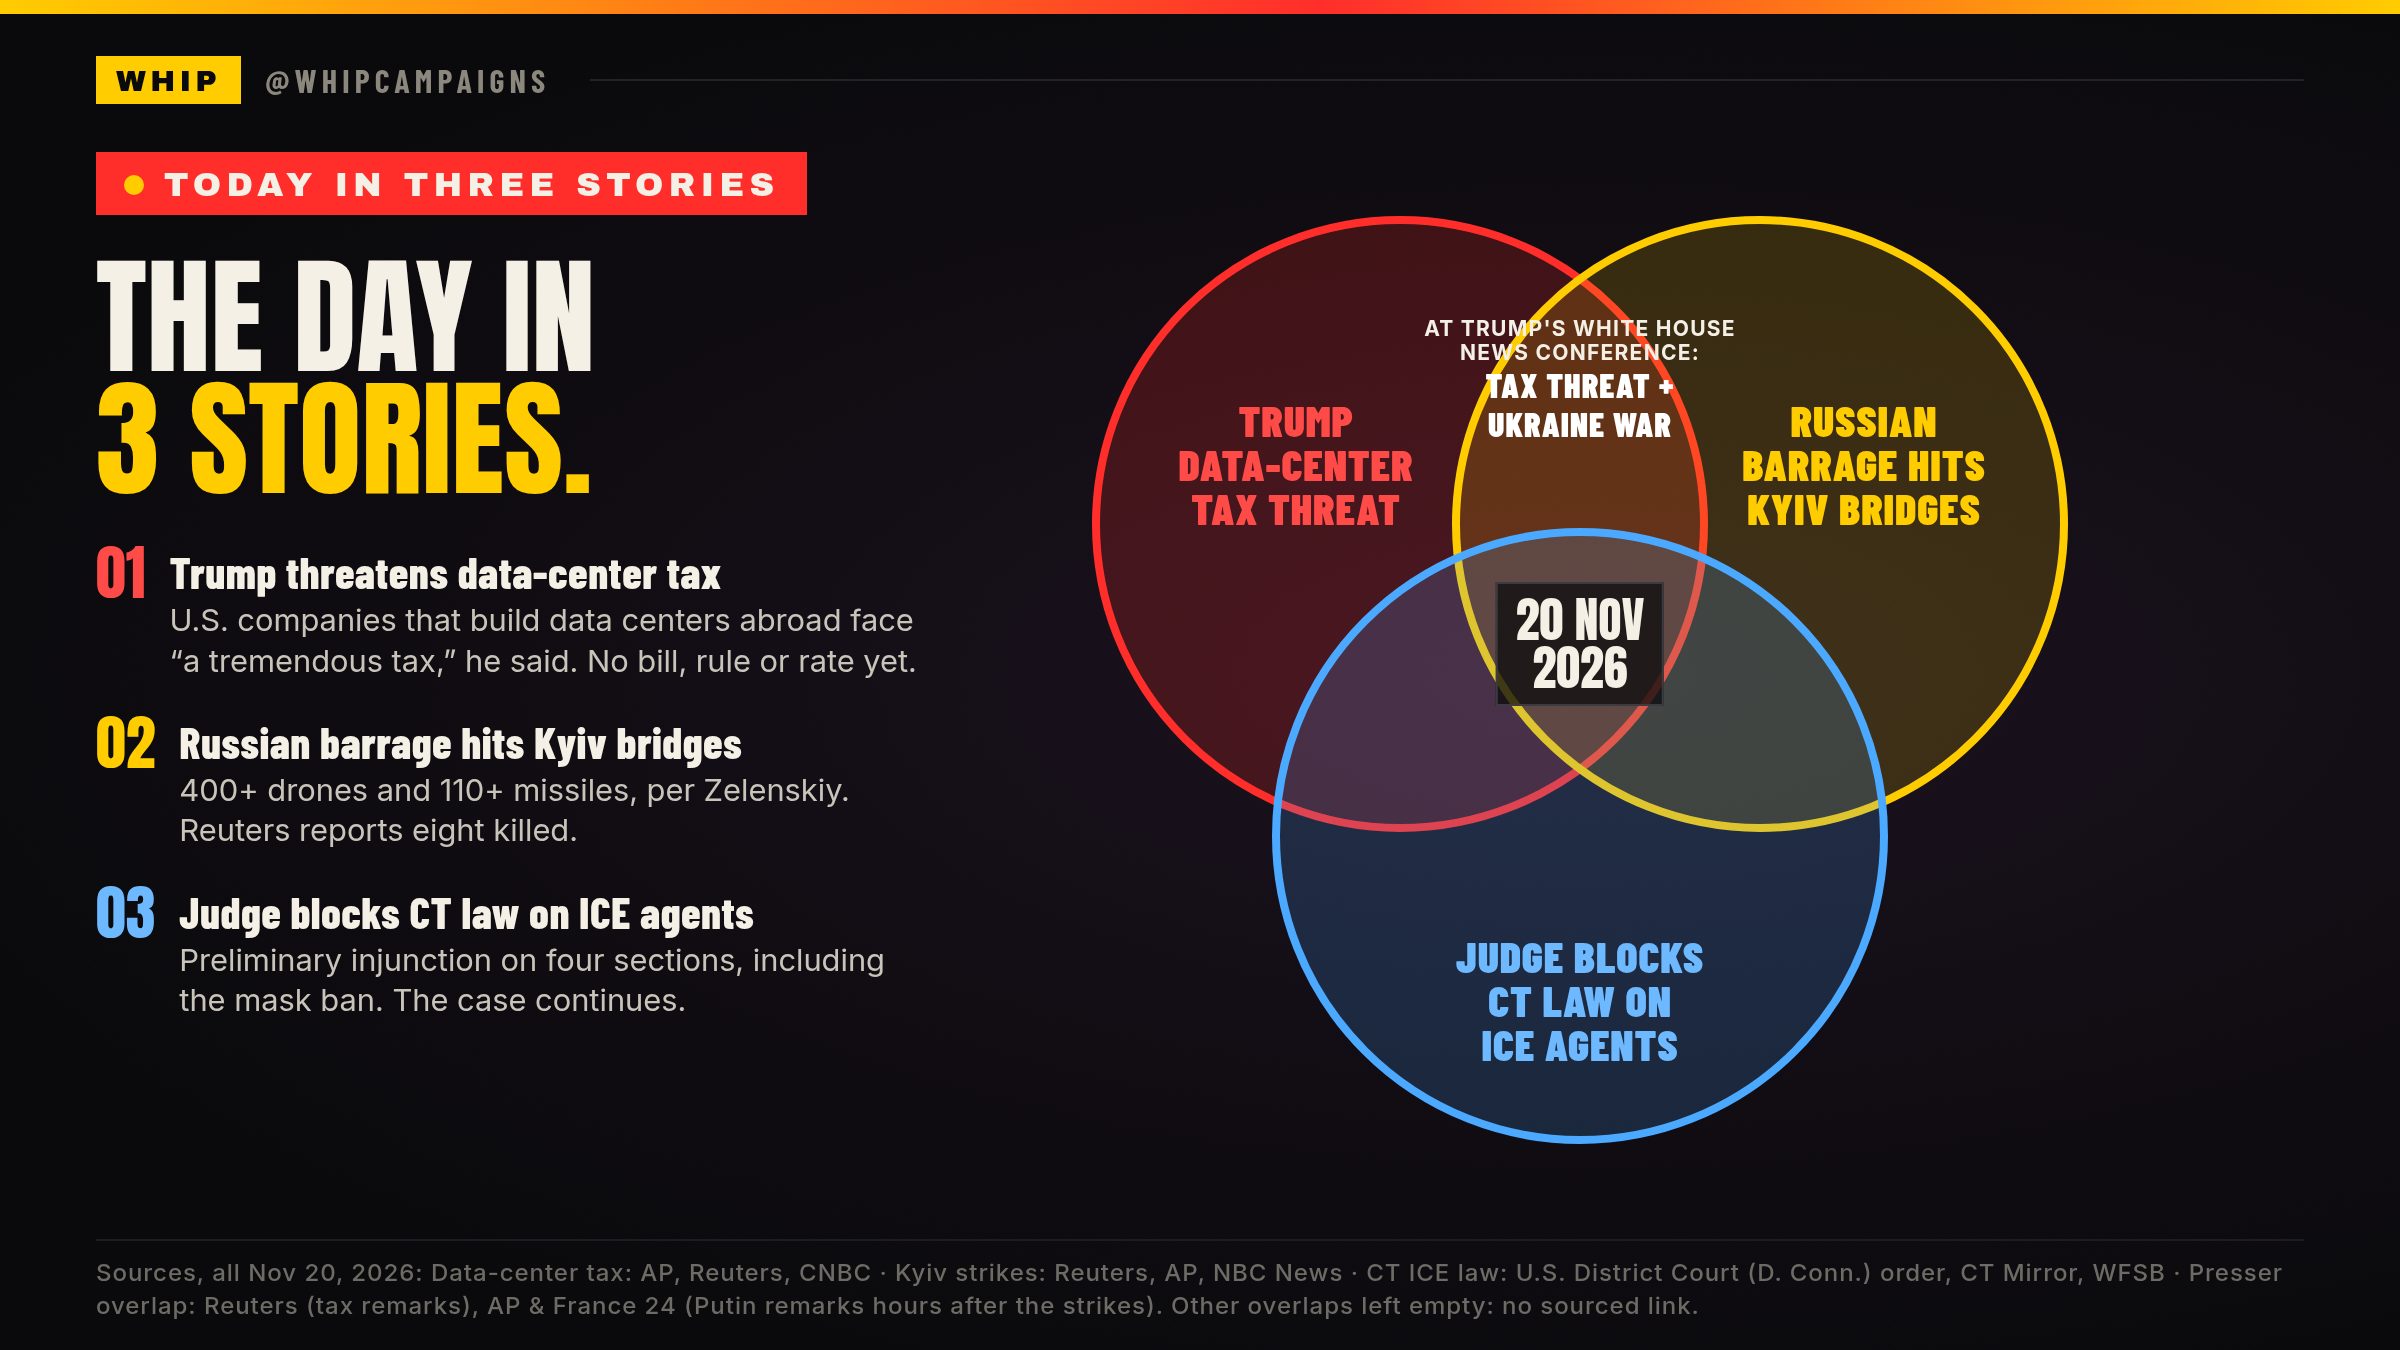 WHIP @WHIPCAMPAIGNS
TODAY IN THREE STORIES
THE DAY IN
3 STORIES.
01 Trump threatens data-center tax
U.S. companies that build data centers abroad face
“a tremendous tax,” he said. No bill, rule or rate yet.
02 Russian barrage hits Kyiv bridges
400+ drones and 110+ missiles, per Zelenskiy.
Reuters reports eight killed.
03 Judge blocks CT law on ICE agents
Preliminary injunction on four sections, including
the mask ban. The case continues.
AT TRUMP'S WHITE HOUSE
NEWS CONFERENCE:
TAX THREAT +
UKRAINE WAR
TRUMP
DATA-CENTER
TAX THREAT
RUSSIAN
BARRAGE HITS
KYIV BRIDGES
20 NOV
2026
JUDGE BLOCKS
CT LAW ON
ICE AGENTS
Sources, all Nov 20, 2026: Data-center tax: AP, Reuters, CNBC · Kyiv strikes: Reuters, AP, NBC News · CT ICE law: U.S. District Court (D. Conn.) order, CT Mirror, WFSB · Presser
overlap: Reuters (tax remarks), AP & France 24 (Putin remarks hours after the strikes). Other overlaps left empty: no sourced link.